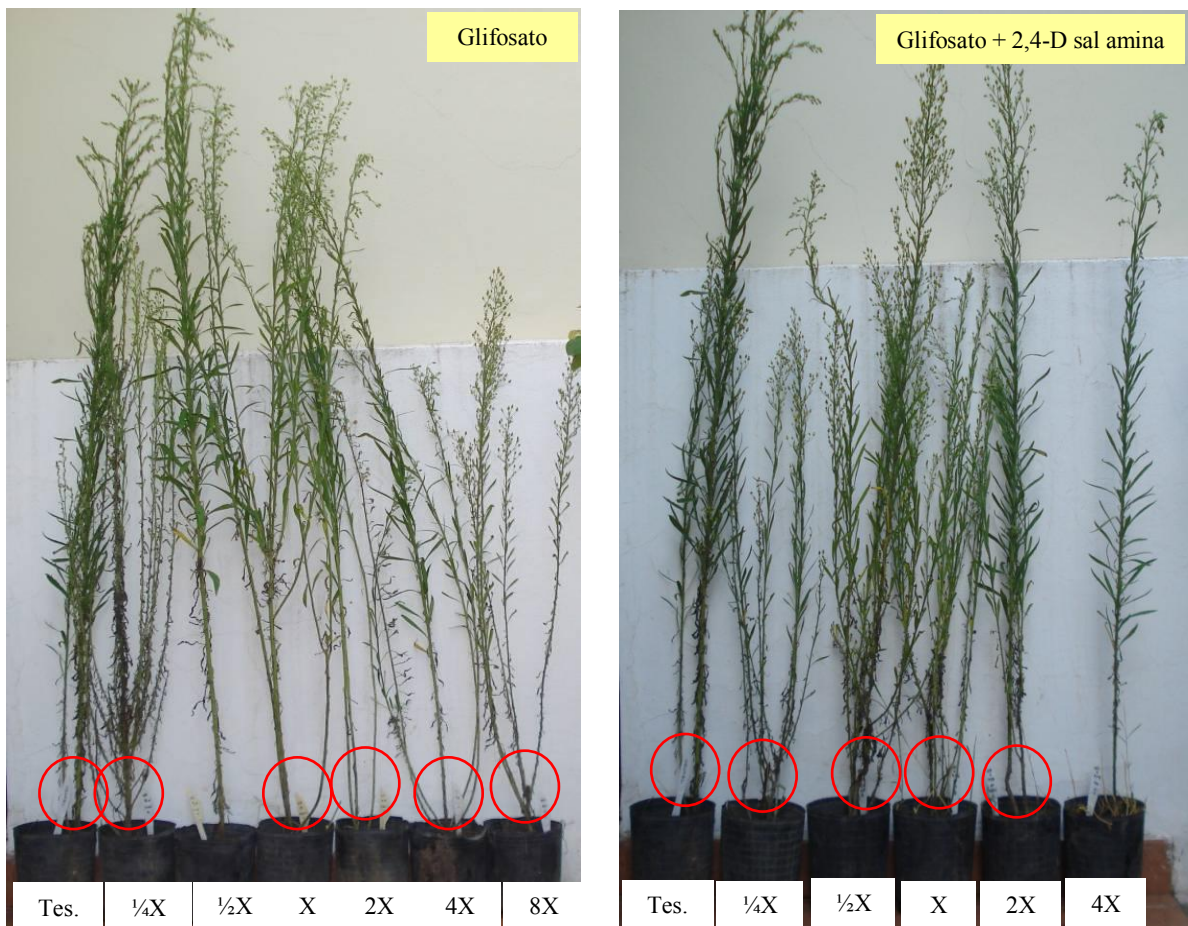 Glifosato
Glifosato + 2,4-D sal amina
Tes. ¼X ½X X 2X 4X 8X
Tes. ¼X ½X X 2X 4X